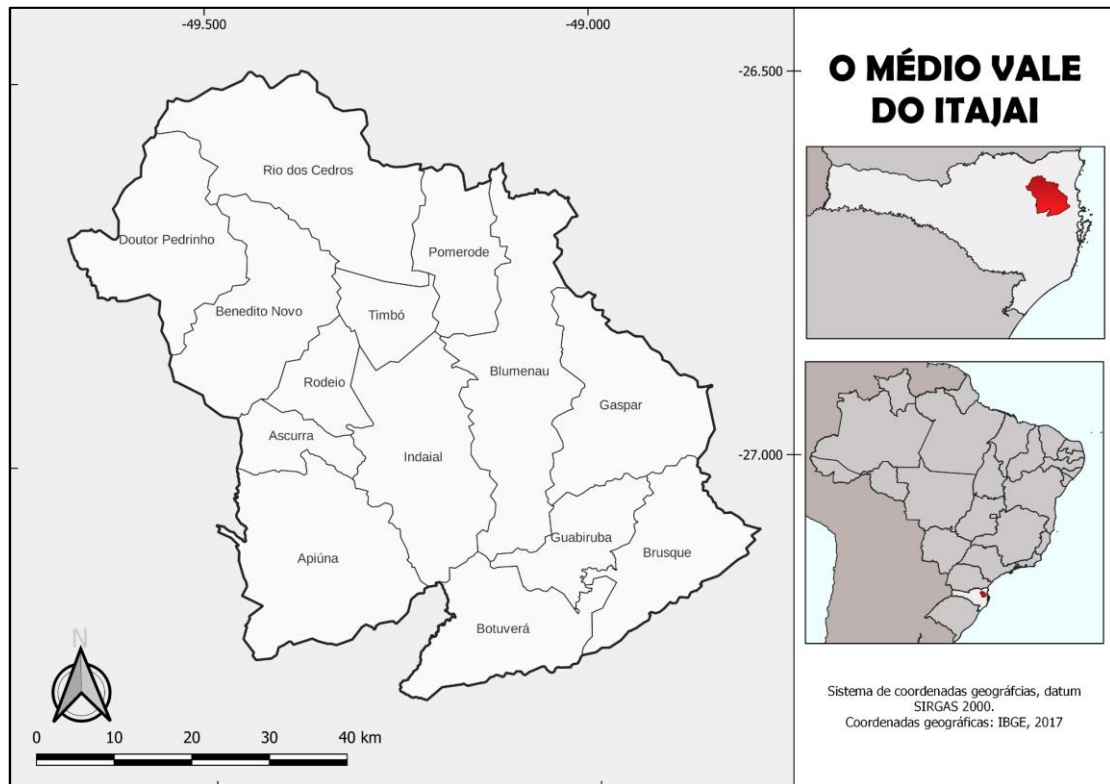 -49.500
-49.000
-26.500
-27.000
Rio dos Cedros
Doutor Pedrinho
Pomerode
Benedito Novo
Timbó
Blumenau
Rodeio
Gaspar
Ascurra
Indaial
Guabiruba
Apiúna
Brusque
Botuverá
N
0 10 20 30 40 km
O MÉDIO VALE
DO ITAJAI
Sistema de coordenadas geográfcias, datum
SIRGAS 2000.
Coordenadas geográficas: IBGE, 2017